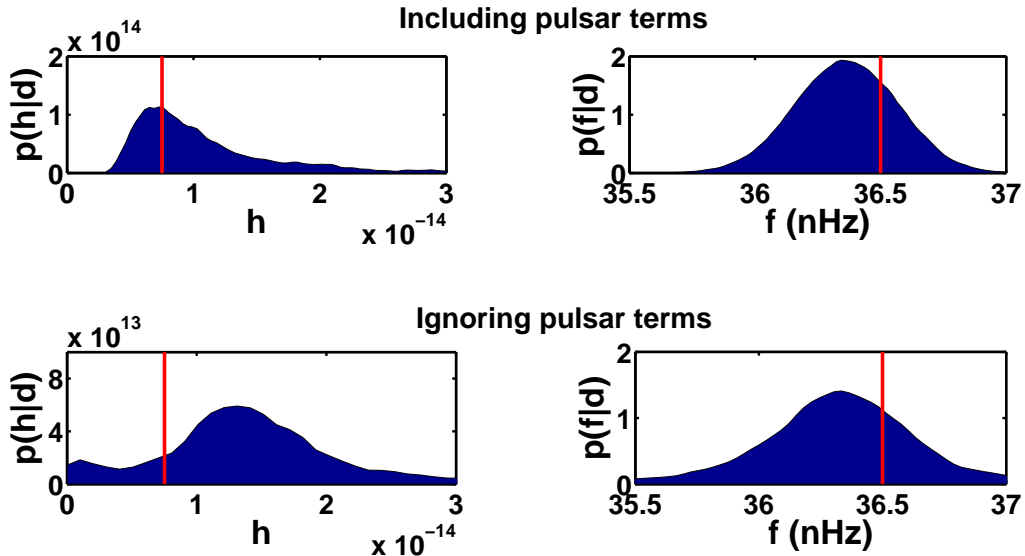 Including pulsar terms
x 10^14
p(h|d)
2
1
0
0 1 2 3
h
x 10^−14
p(f|d)
2
1
0
35.5 36 36.5 37
f (nHz)
Ignoring pulsar terms
x 10^13
p(h|d)
8
4
0
0 1 2 3
h
x 10^−14
p(f|d)
2
1
0
35.5 36 36.5 37
f (nHz)